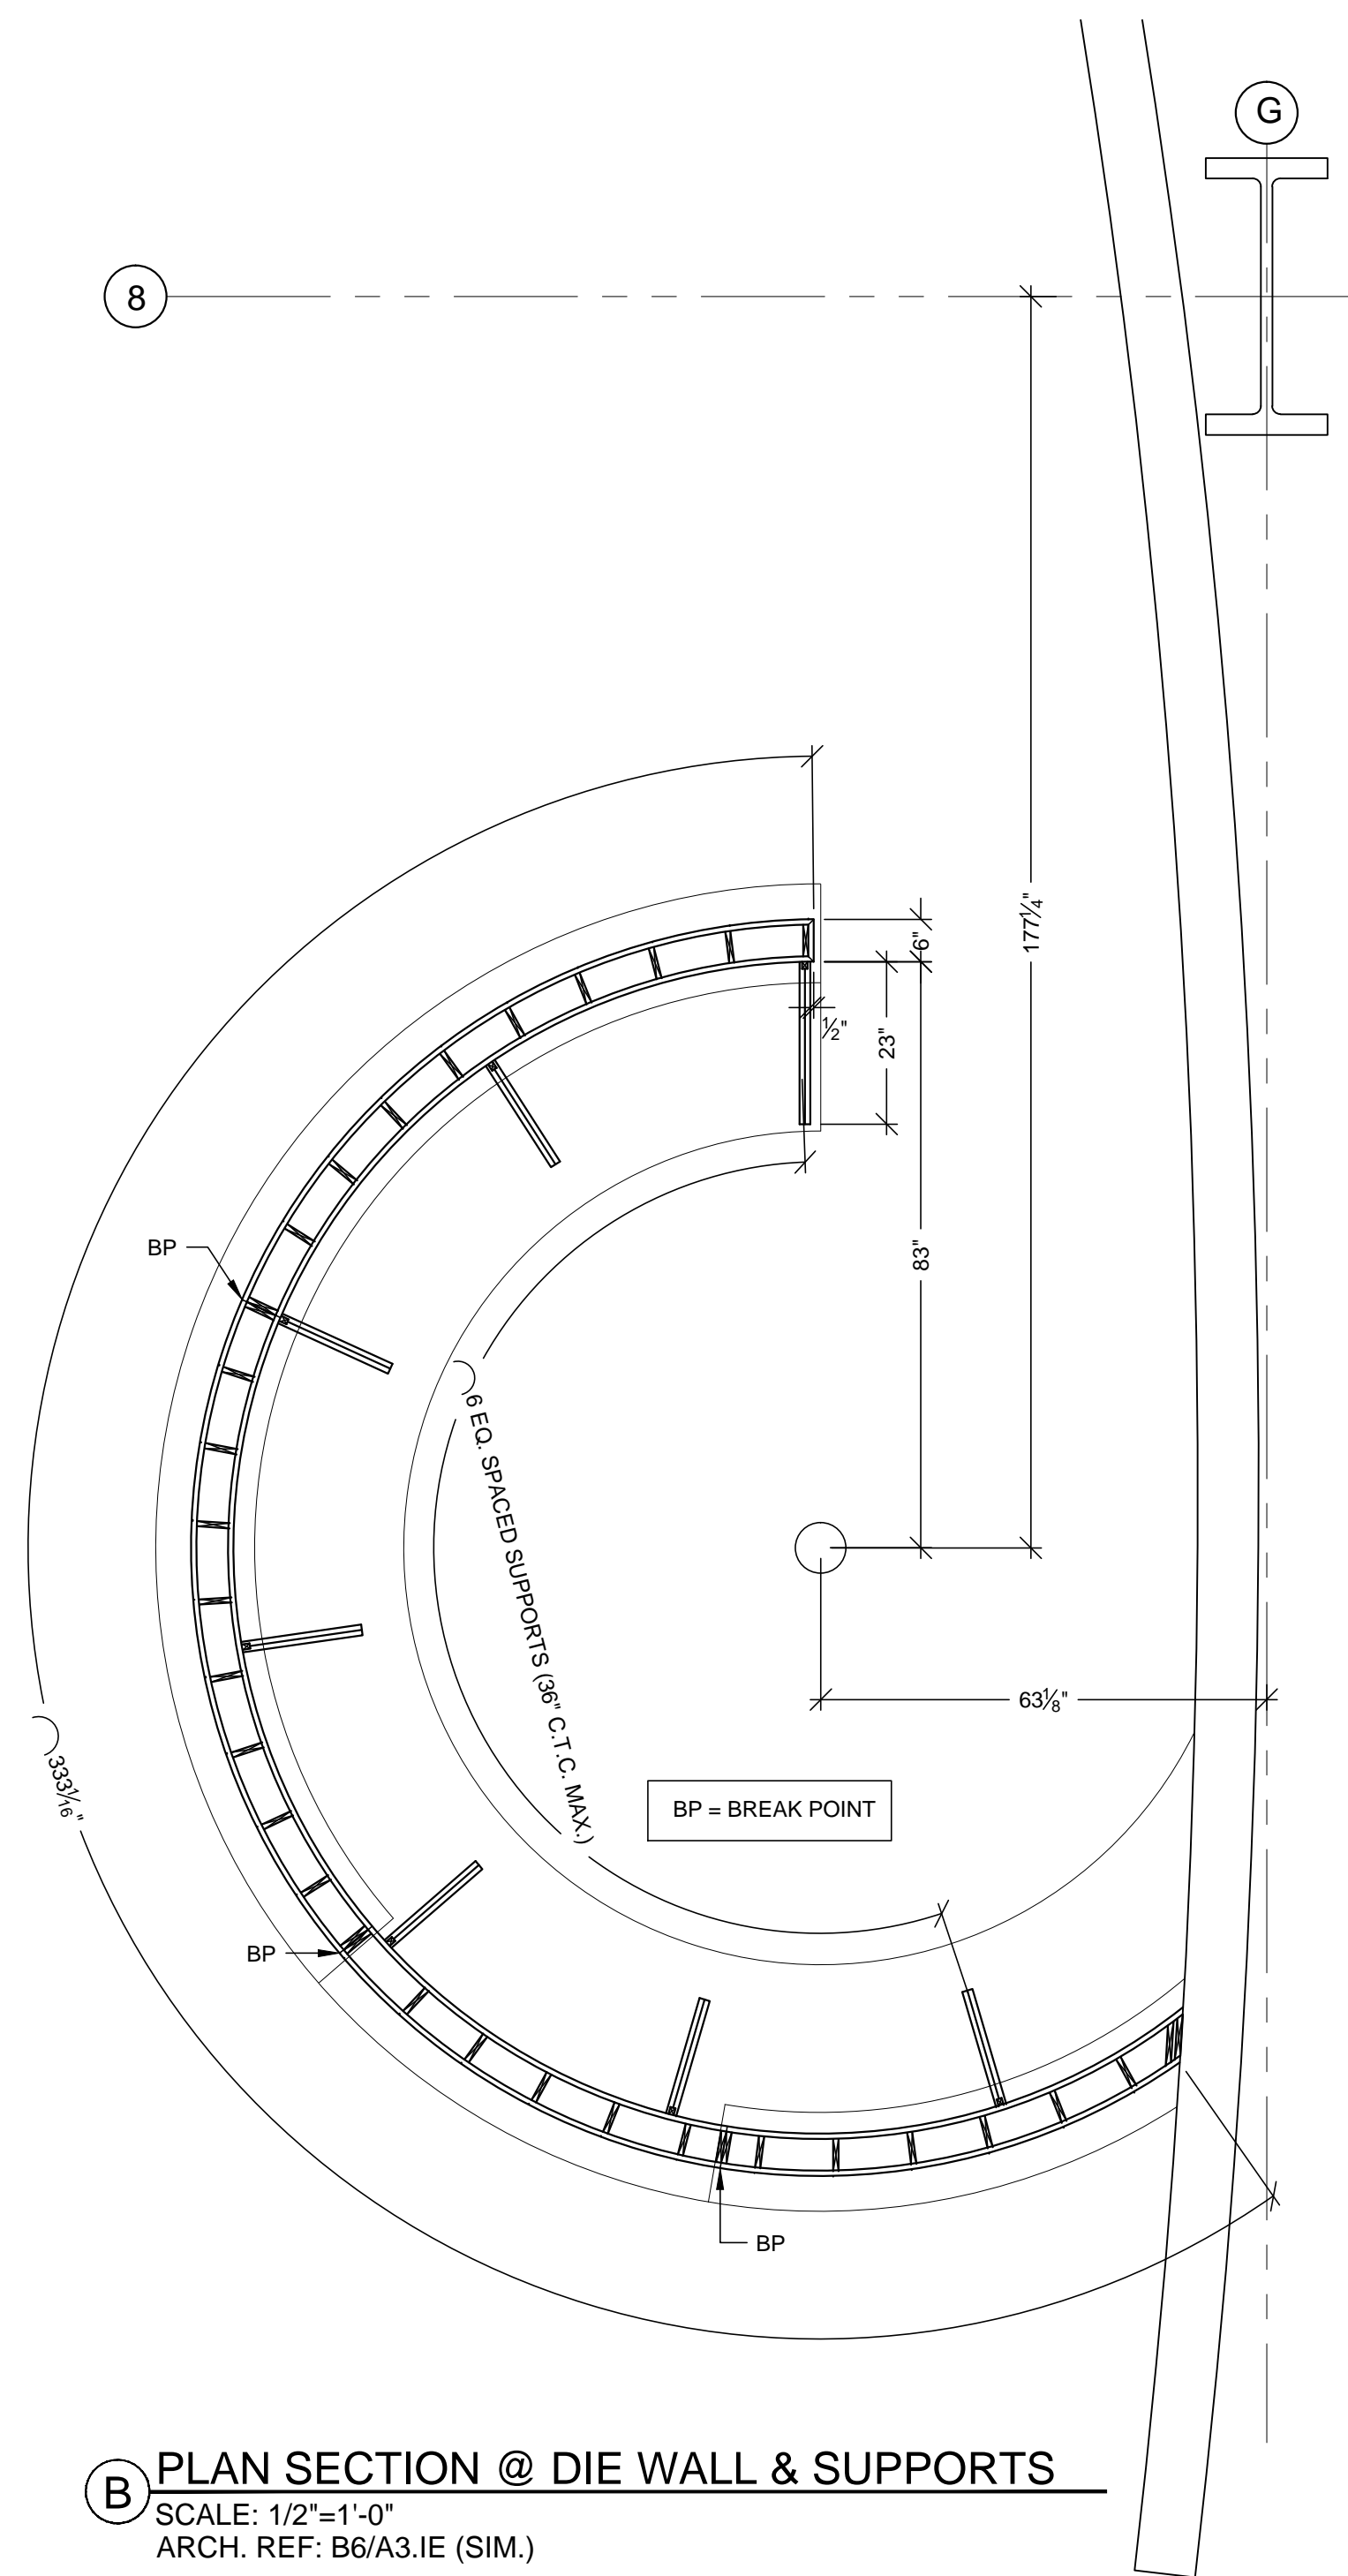 G
8
177¼"
6"
½"
23"
83"
BP
6 EQ. SPACED SUPPORTS (36" C.T.C. MAX.)
63⅛"
333 1/16"
BP = BREAK POINT
BP
BP
B
PLAN SECTION @ DIE WALL & SUPPORTS
SCALE: 1/2"=1'-0"
ARCH. REF: B6/A3.IE (SIM.)